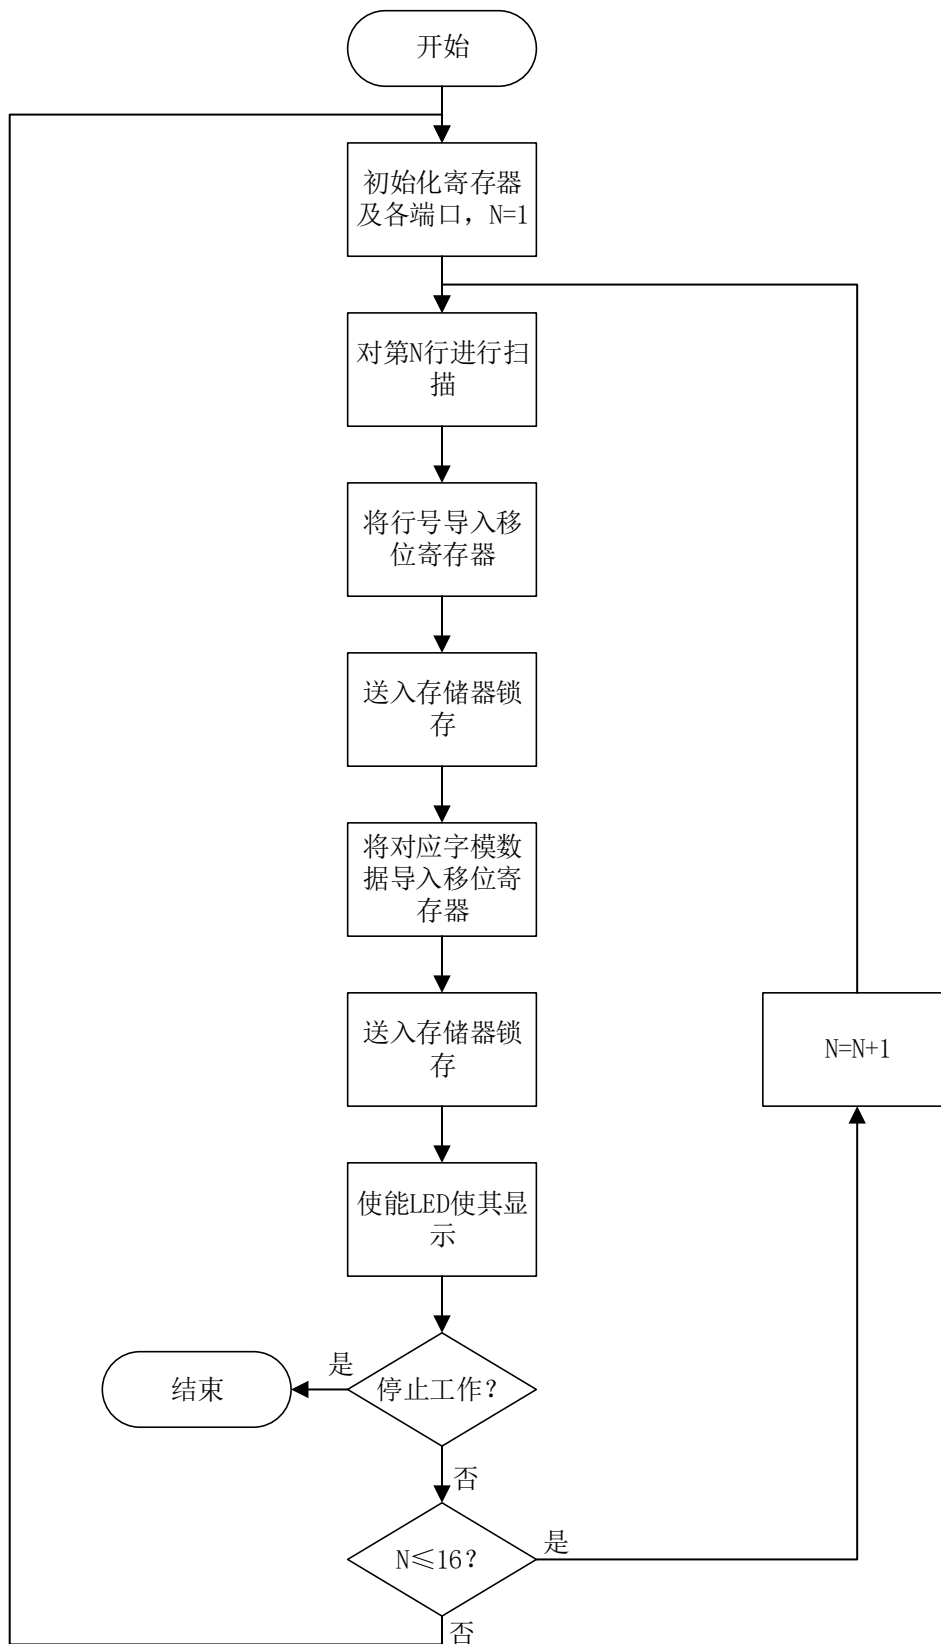 开始
初始化寄存器
及各端口，N=1
对第N行进行扫
描
将行号导入移
位寄存器
送入存储器锁
存
将对应字模数
据导入移位寄
存器
送入存储器锁
存
N=N+1
使能LED使其显
示
是
结束
停止工作？
否
N≤16？
是
否